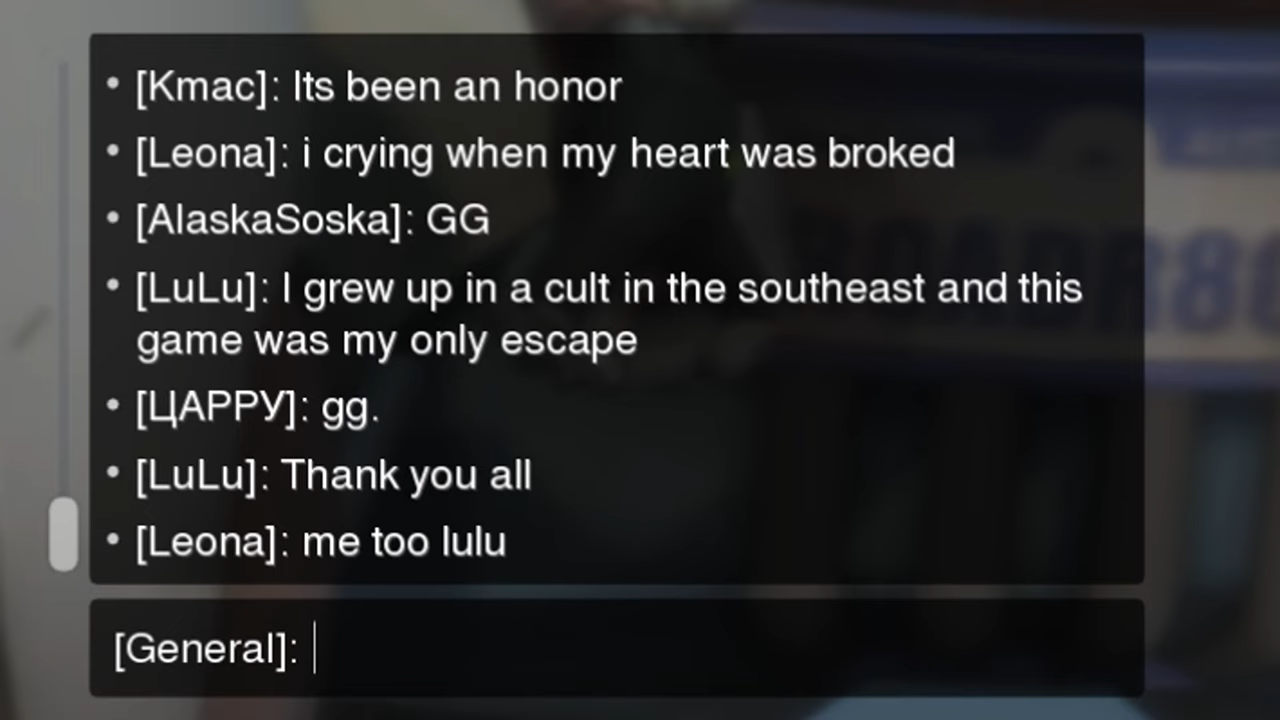 • [Kmac]: Its been an honor
• [Leona]: i crying when my heart was broked
• [AlaskaSoska]: GG
• [LuLu]: I grew up in a cult in the southeast and this
game was my only escape
• [ЦАРРУ]: gg.
• [LuLu]: Thank you all
• [Leona]: me too lulu
[General]: